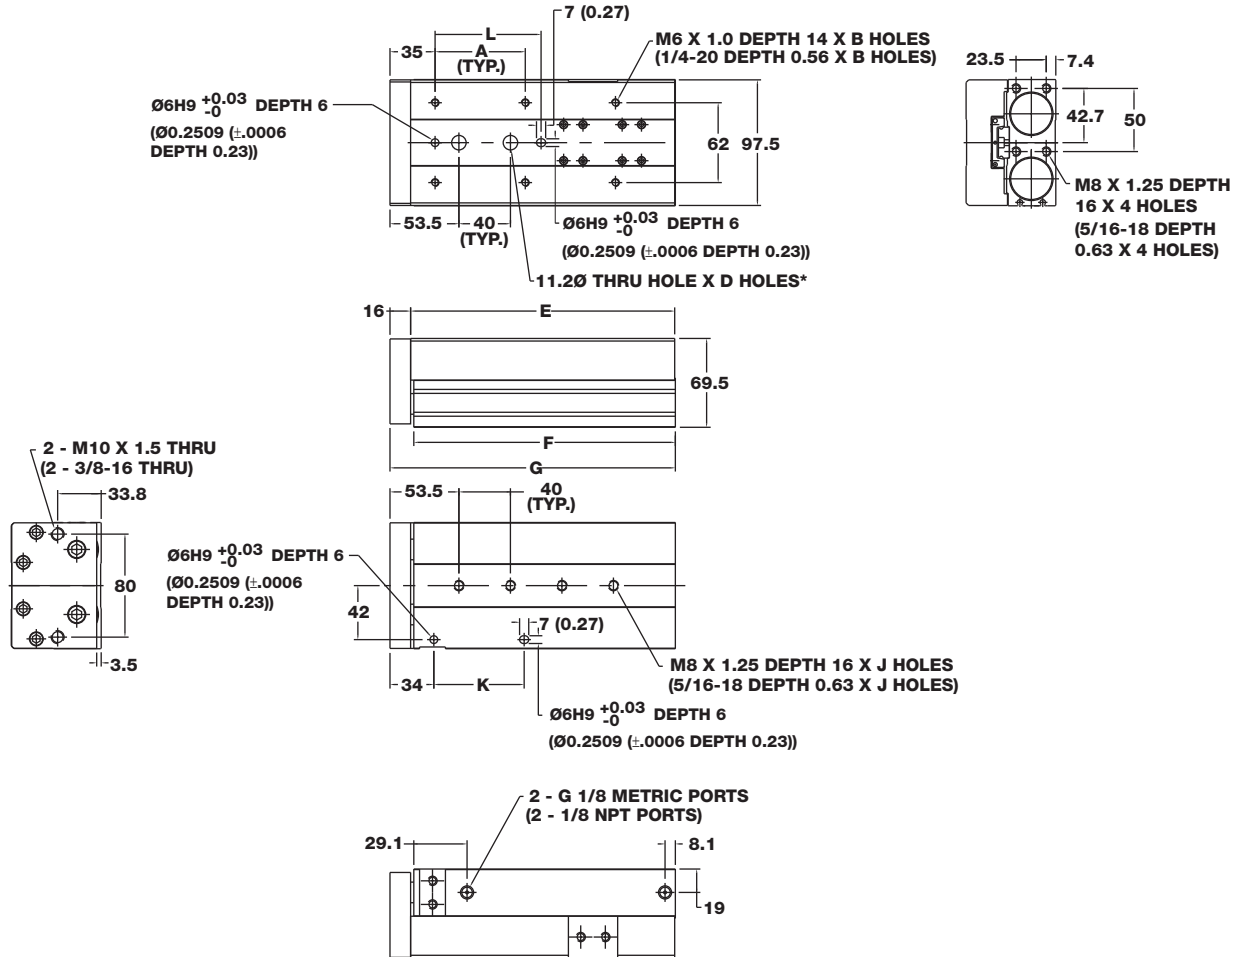 7 (0.27)
L
35
A
(TYP.)
M6 X 1.0 DEPTH 14 X B HOLES
(1/4-20 DEPTH 0.56 X B HOLES)
Ø6H9 +0.03 -0 DEPTH 6
(Ø0.2509 (±.0006
DEPTH 0.23))
62
97.5
53.5
40
(TYP.)
Ø6H9 +0.03 -0 DEPTH 6
(Ø0.2509 (±.0006 DEPTH 0.23))
11.2Ø THRU HOLE X D HOLES*
23.5
7.4
42.7
50
M8 X 1.25 DEPTH
16 X 4 HOLES
(5/16-18 DEPTH
0.63 X 4 HOLES)
16
E
69.5
F
G
2 - M10 X 1.5 THRU
(2 - 3/8-16 THRU)
33.8
80
3.5
53.5
40
(TYP.)
Ø6H9 +0.03 -0 DEPTH 6
(Ø0.2509 (±.0006
DEPTH 0.23))
42
7 (0.27)
34
K
M8 X 1.25 DEPTH 16 X J HOLES
(5/16-18 DEPTH 0.63 X J HOLES)
Ø6H9 +0.03 -0 DEPTH 6
(Ø0.2509 (±.0006 DEPTH 0.23))
2 - G 1/8 METRIC PORTS
(2 - 1/8 NPT PORTS)
29.1
8.1
19